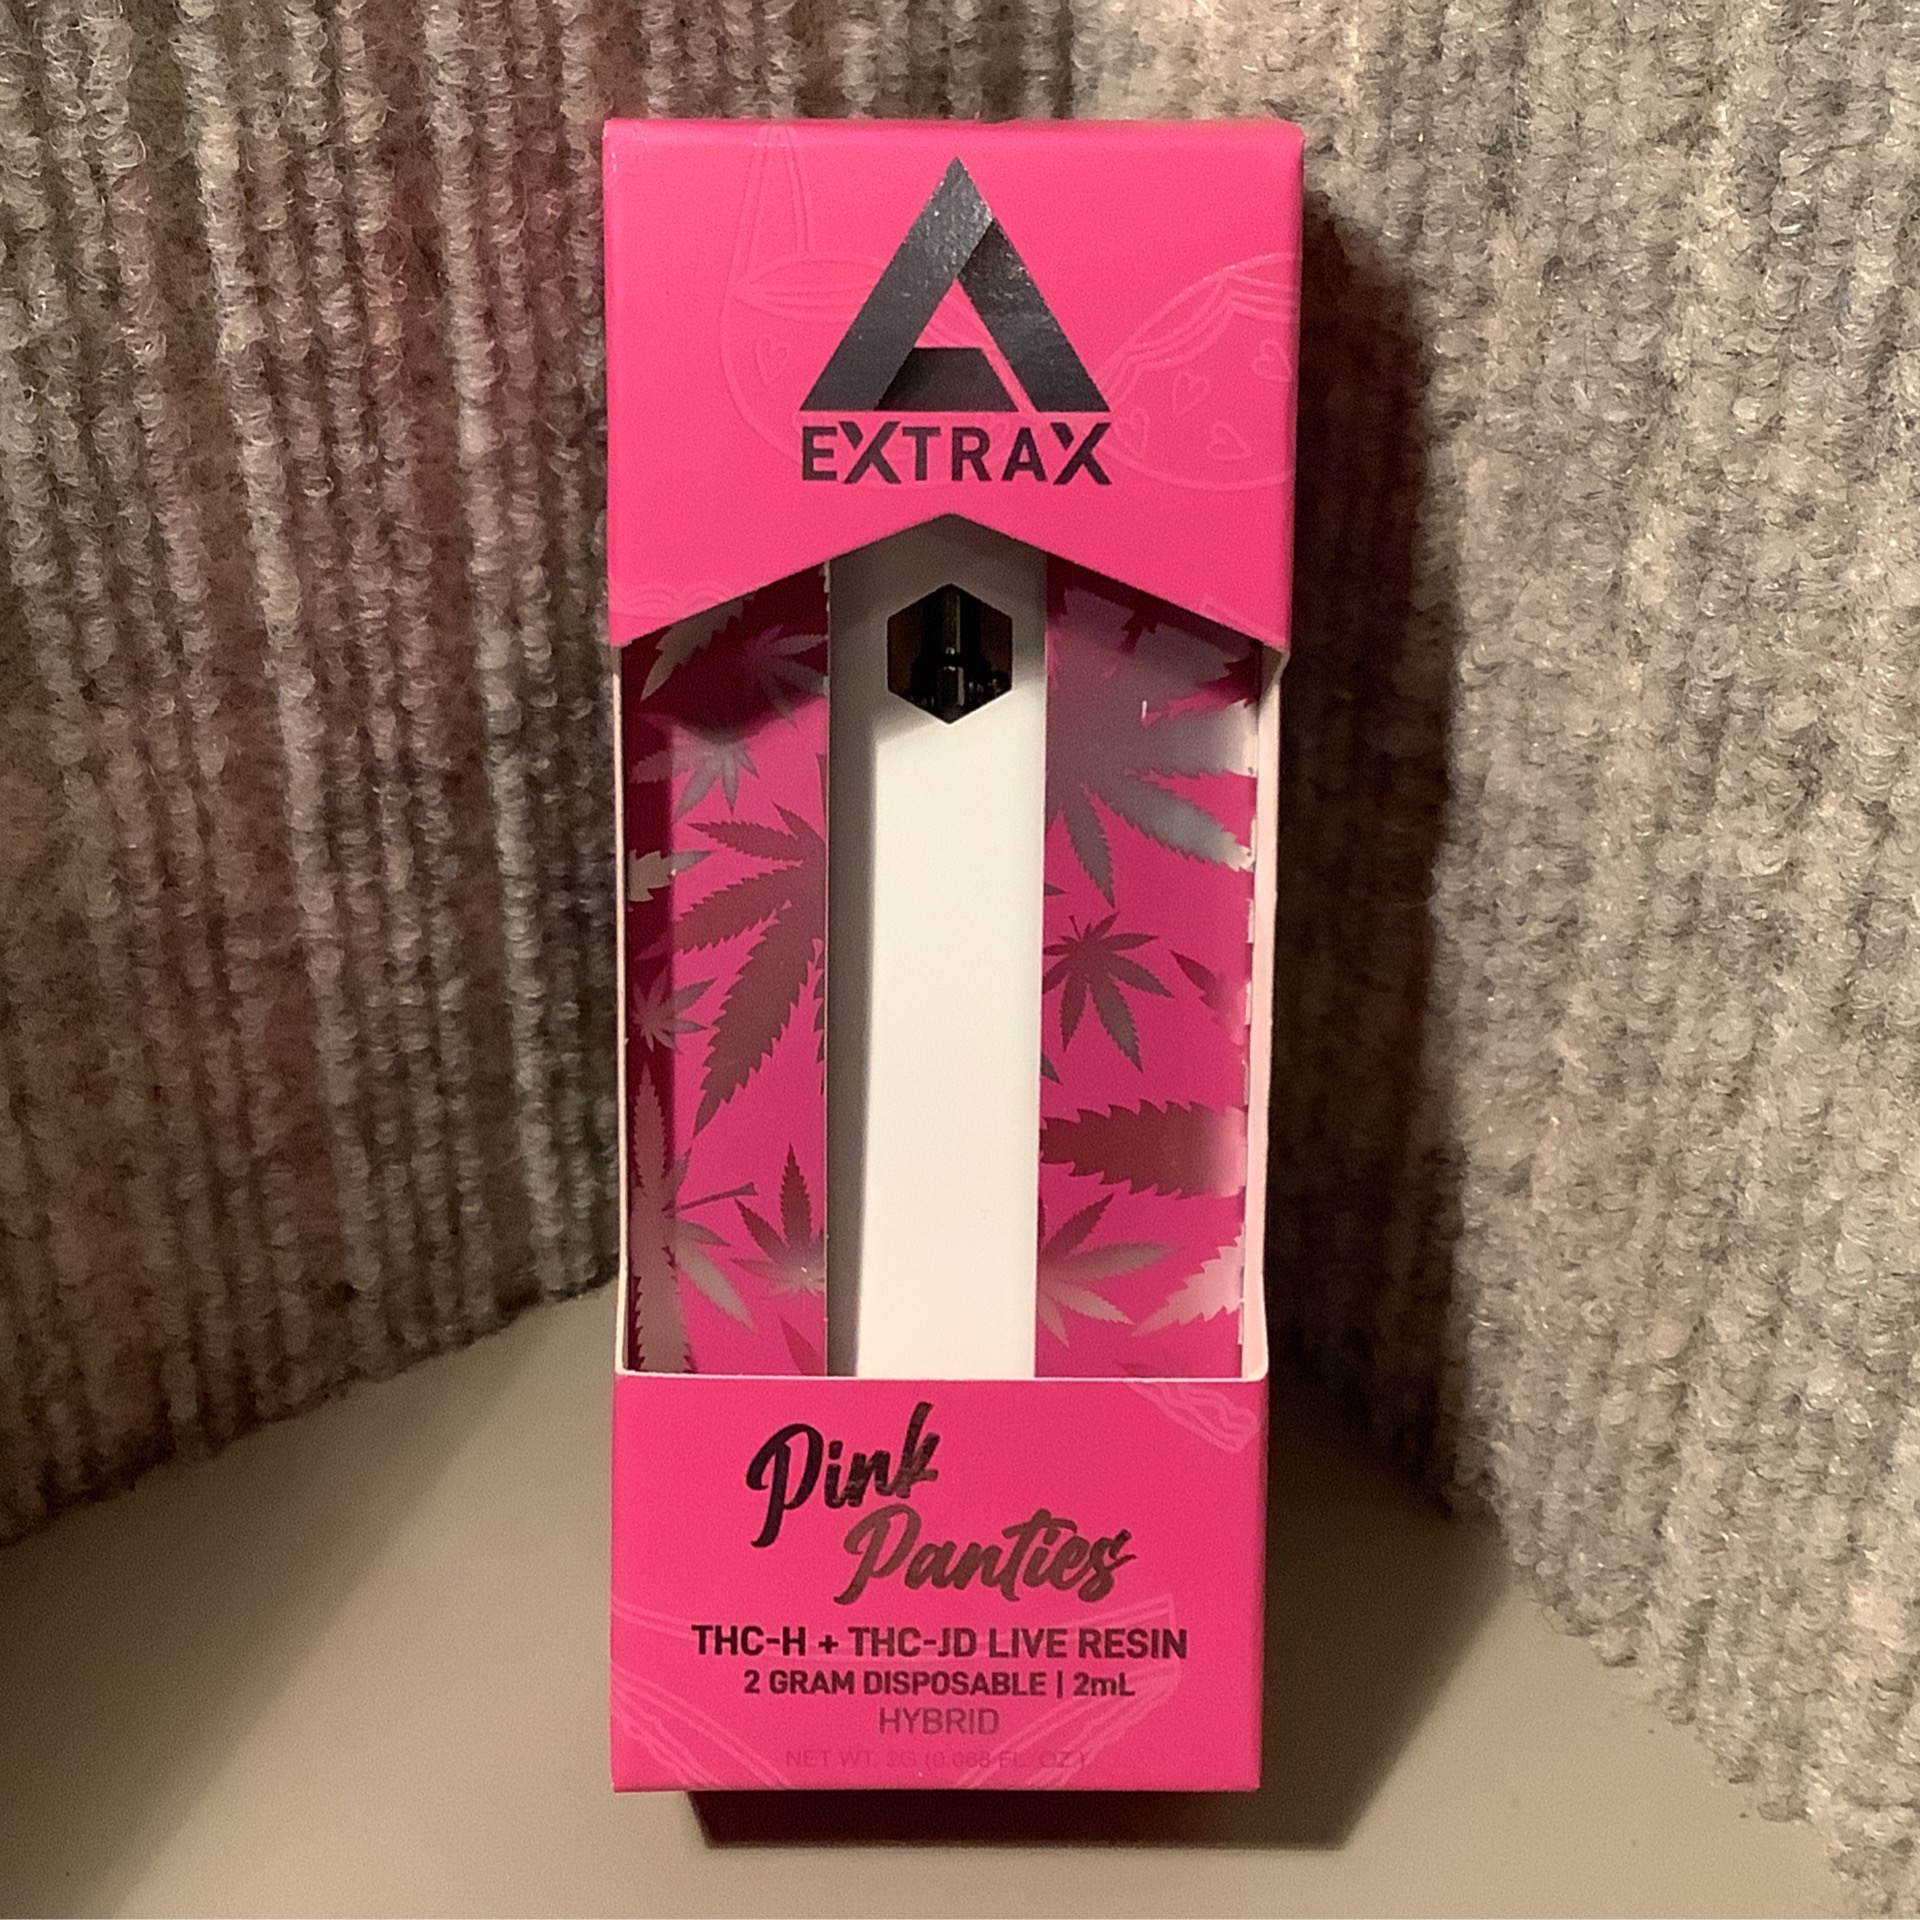 EXTRAX
Pink
Panties
THC-H + THC-JD LIVE RESIN
2 GRAM DISPOSABLE | 2mL
HYBRID
NET WT. 2G (0.068 FL. OZ.)